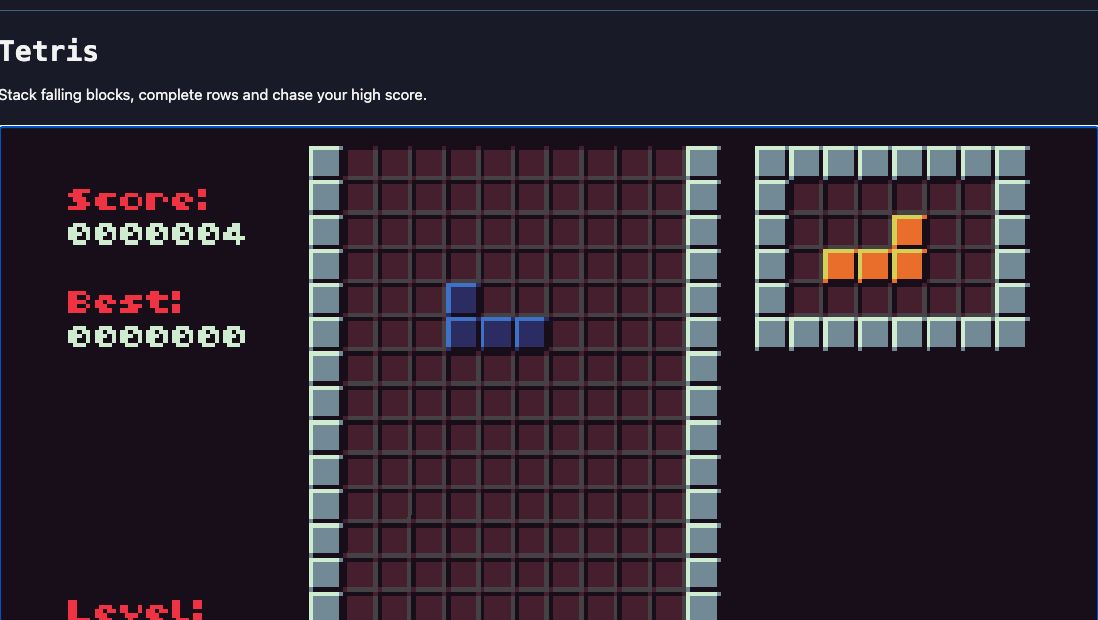 Tetris
Stack falling blocks, complete rows and chase your high score.
Score:
0000004
Best:
0000000
Level: